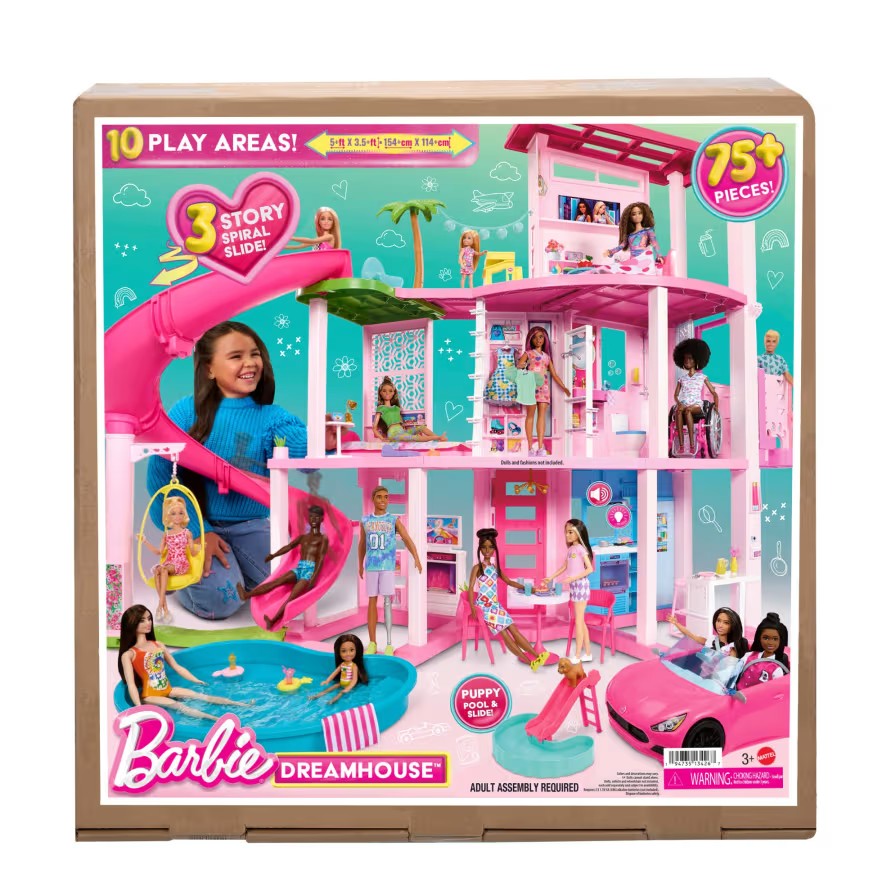 10 PLAY AREAS!
5+ft X 3.5+ft • 154+cm X 114+cm
75+
PIECES!
3 STORY
SPIRAL
SLIDE!
Dolls and fashions not included.
01
PUPPY
POOL &
SLIDE!
Barbie
DREAMHOUSE™
ADULT ASSEMBLY REQUIRED
3+
MATTEL
WARNING: CHOKING HAZARD